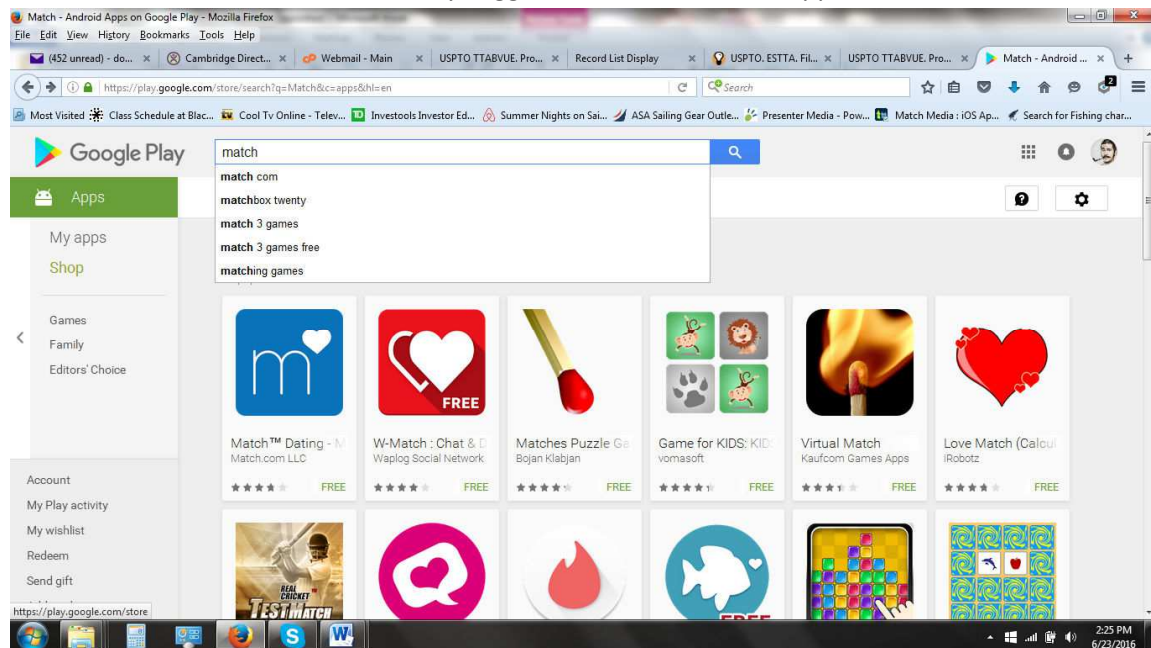 Match - Android Apps on Google Play - Mozilla Firefox
File Edit View History Bookmarks Tools Help
(452 unread) - do... Cambridge Direct... Webmail - Main USPTO TTABVUE. Pro... Record List Display USPTO. ESTTA. Fil... USPTO TTABVUE. Pro... Match - Android ...
https://play.google.com/store/search?q=Match&c=apps&hl=en Search 2
Most Visited Class Schedule at Blac... Cool Tv Online - Telev... Investools Investor Ed... Summer Nights on Sai... ASA Sailing Gear Outle... Presenter Media - Pow... Match Media : iOS Ap... Search for Fishing char...
Google Play match
match com
Apps
matchbox twenty
match 3 games
My apps
match 3 games free
Shop
matching games
Games
Family
Editors' Choice
m
FREE
Match™ Dating - W-Match : Chat & Matches Puzzle Ga Game for KIDS: KID Virtual Match Love Match (Calcu
Match.com LLC Waplog Social Network Bojan Klabjan vomasoft Kaufcom Games Apps iRobotz
FREE FREE FREE FREE FREE FREE
Account
My Play activity
My wishlist
Redeem
Send gift
REAL CRICKET
TEST MATCH
FREE
https://play.google.com/store
2:25 PM
6/23/2016